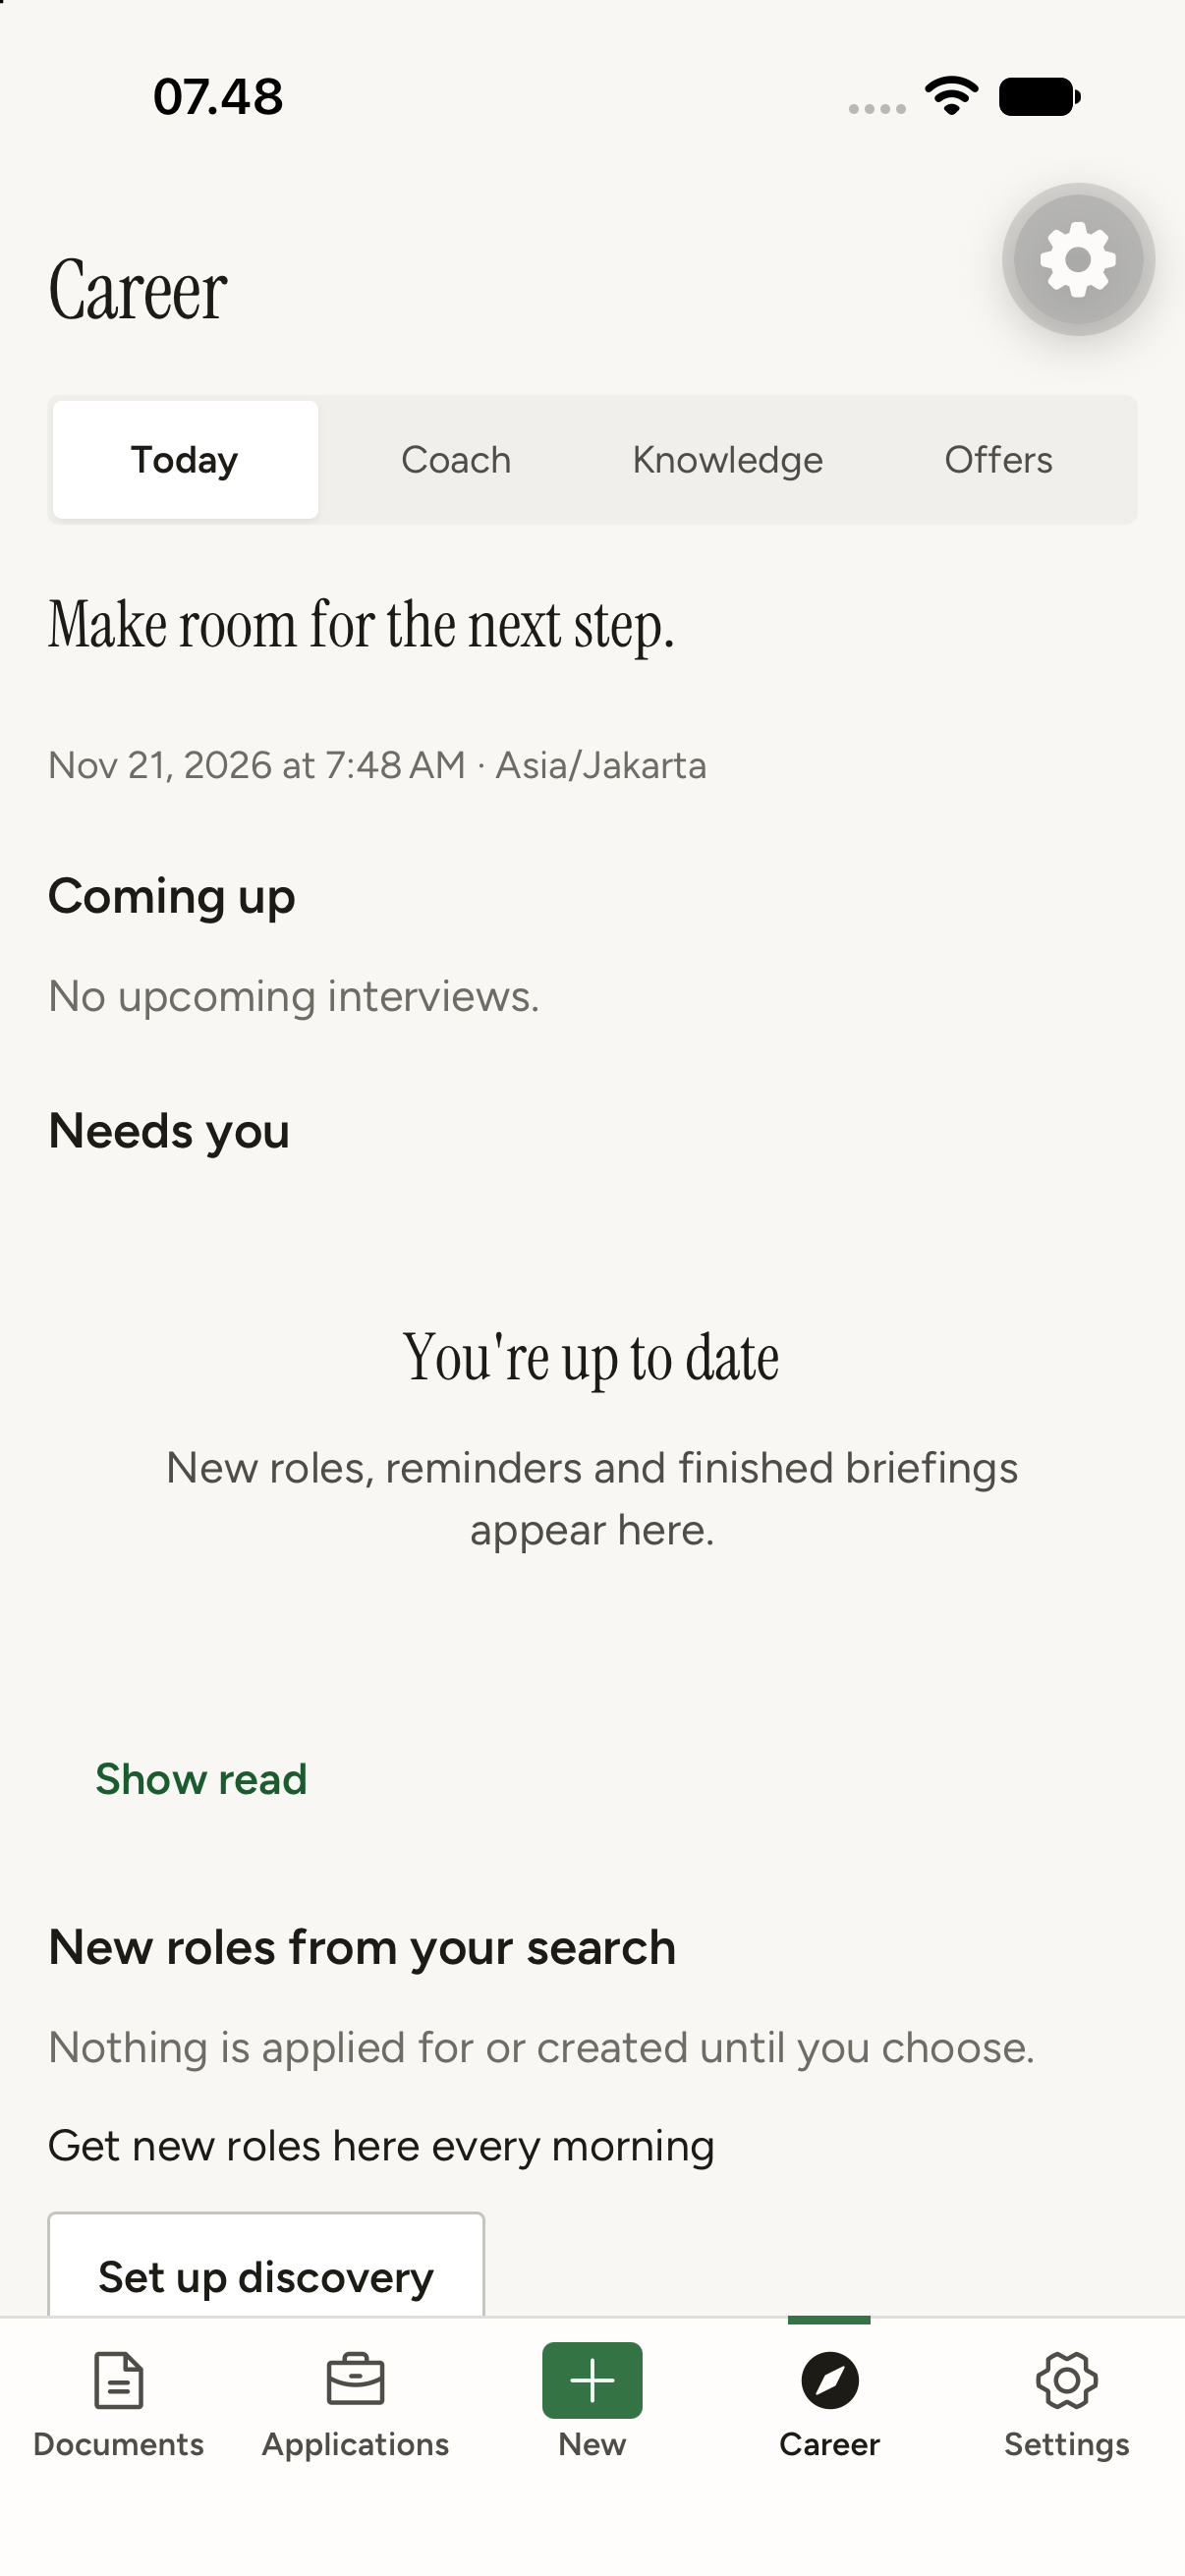 07.48
Career
Today
Coach
Knowledge
Offers
Make room for the next step.
Nov 21, 2026 at 7:48 AM · Asia/Jakarta
Coming up
No upcoming interviews.
Needs you
You're up to date
New roles, reminders and finished briefings
appear here.
Show read
New roles from your search
Nothing is applied for or created until you choose.
Get new roles here every morning
Set up discovery
Documents
Applications
New
Career
Settings